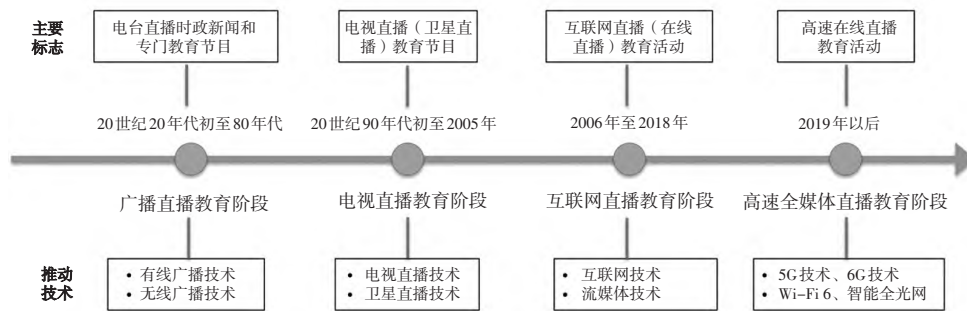 主要
标志
电台直播时政新闻和
专门教育节目
电视直播（卫星直
播）教育节目
互联网直播（在线
直播）教育活动
高速在线直播
教育活动
20世纪20年代初至80年代
20世纪90年代初至2005年
2006年至2018年
2019年以后
广播直播教育阶段
电视直播教育阶段
互联网直播教育阶段
高速全媒体直播教育阶段
推动
技术
• 有线广播技术
• 无线广播技术
• 电视直播技术
• 卫星直播技术
• 互联网技术
• 流媒体技术
• 5G技术、6G技术
• Wi-Fi 6、智能全光网